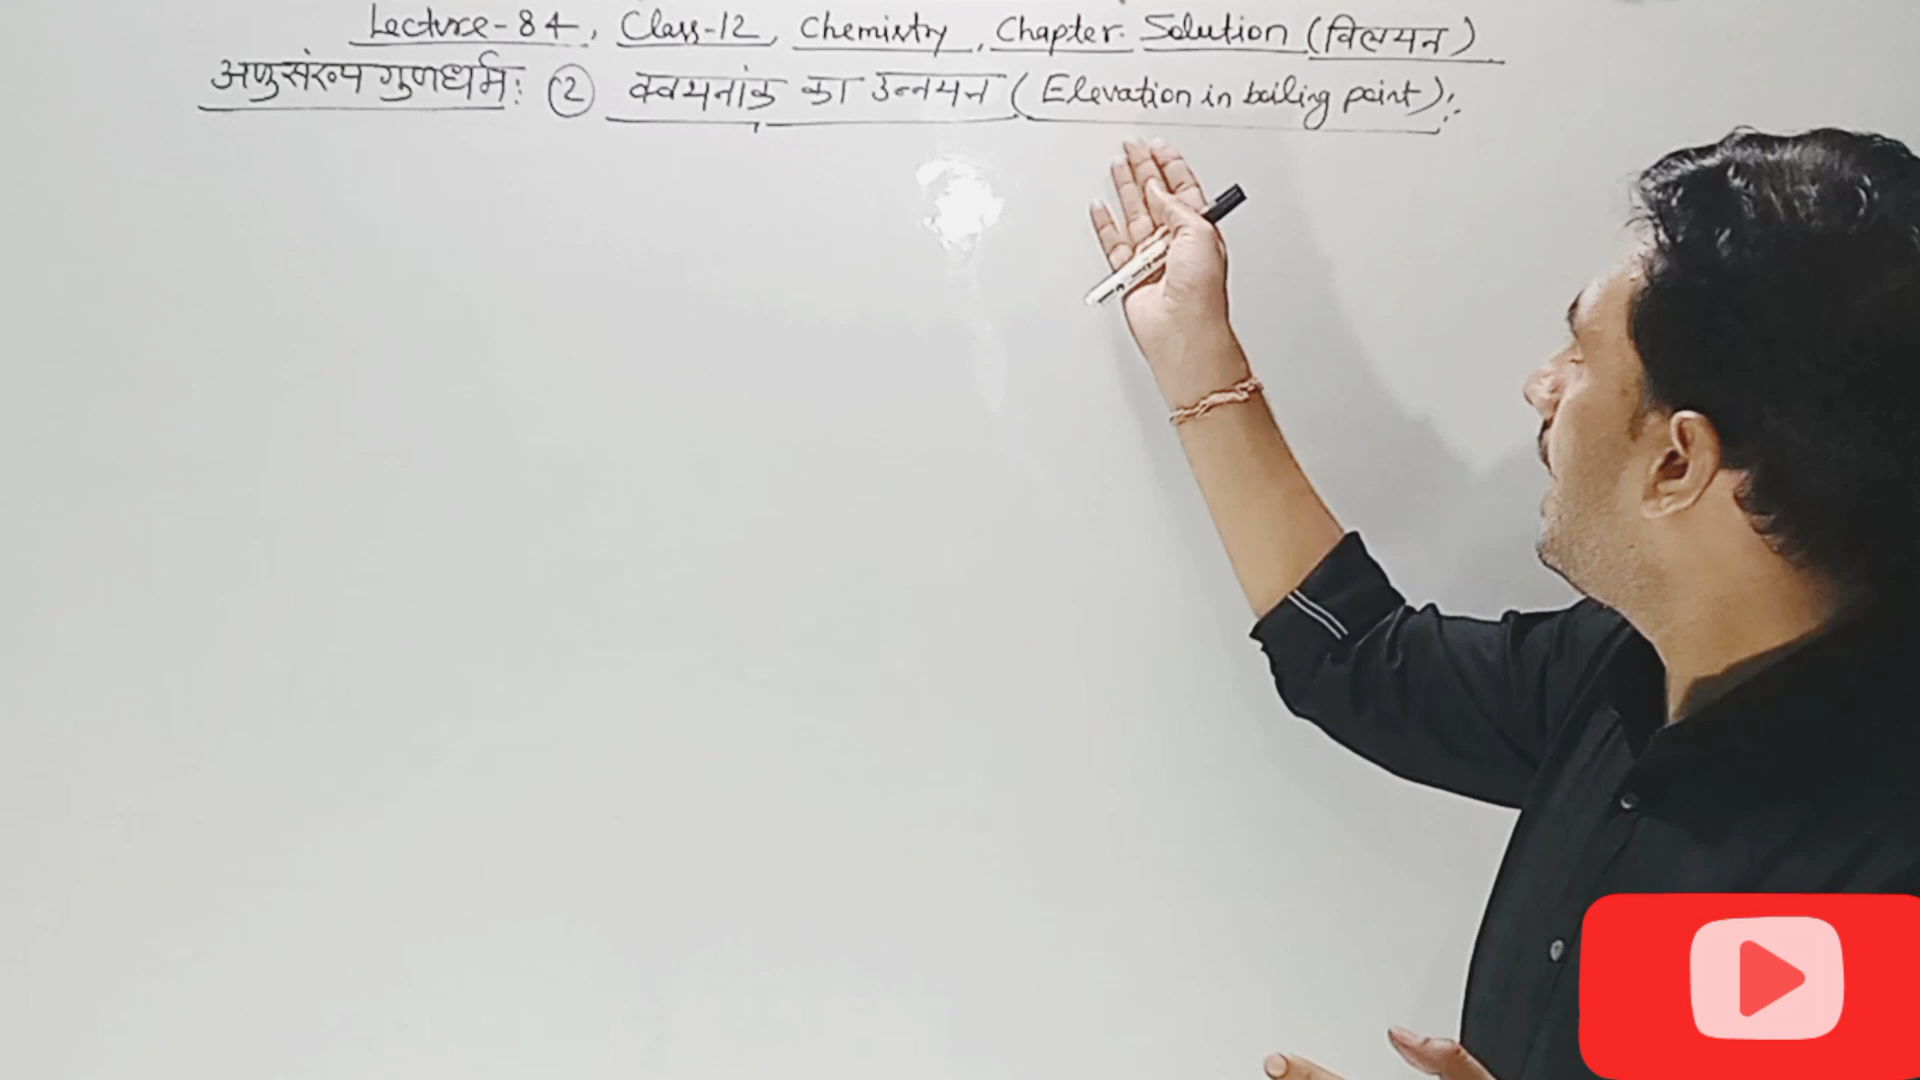 Lecture-84, Class-12, Chemistry, Chapter- Solution (विलयन)
अणुसंख्य गुणधर्म: (2) क्वथनांक का उन्नयन (Elevation in boiling point):